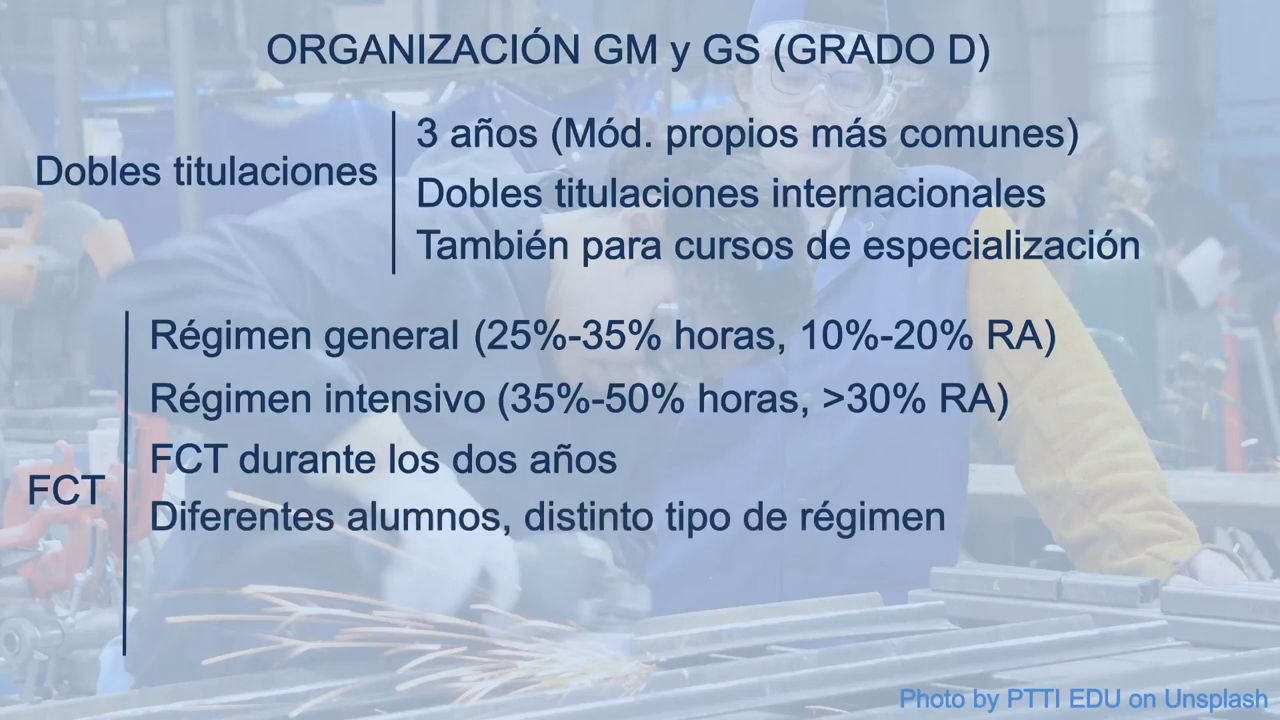 ORGANIZACIÓN GM y GS (GRADO D)
Dobles titulaciones
3 años (Mód. propios más comunes)
Dobles titulaciones internacionales
También para cursos de especialización
FCT
Régimen general (25%-35% horas, 10%-20% RA)
Régimen intensivo (35%-50% horas, >30% RA)
FCT durante los dos años
Diferentes alumnos, distinto tipo de régimen
Photo by PTTI EDU on Unsplash